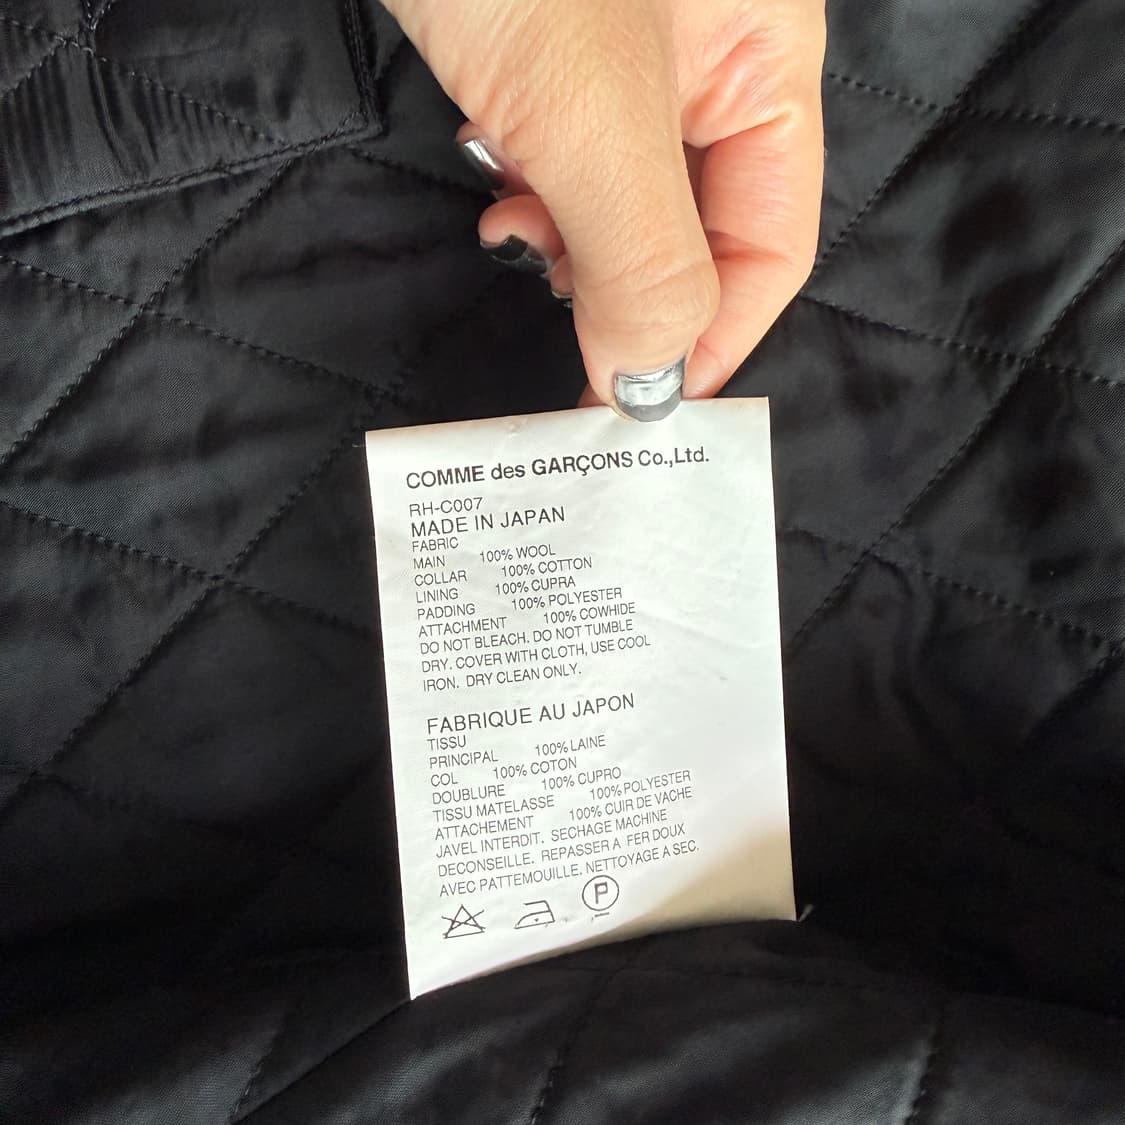 COMME des GARÇONS Co.,Ltd.
RH-C007
MADE IN JAPAN
FABRIC
MAIN 100% WOOL
COLLAR 100% COTTON
LINING 100% CUPRA
PADDING 100% POLYESTER
ATTACHMENT 100% COWHIDE
DO NOT BLEACH. DO NOT TUMBLE
DRY. COVER WITH CLOTH, USE COOL
IRON. DRY CLEAN ONLY.
FABRIQUE AU JAPON
TISSU
PRINCIPAL 100% LAINE
COL 100% COTON
DOUBLURE 100% CUPRO
TISSU MATELASSE 100% POLYESTER
ATTACHEMENT 100% CUIR DE VACHE
JAVEL INTERDIT. SECHAGE MACHINE
DECONSEILLE. REPASSER A FER DOUX
AVEC PATTEMOUILLE. NETTOYAGE A SEC.
P